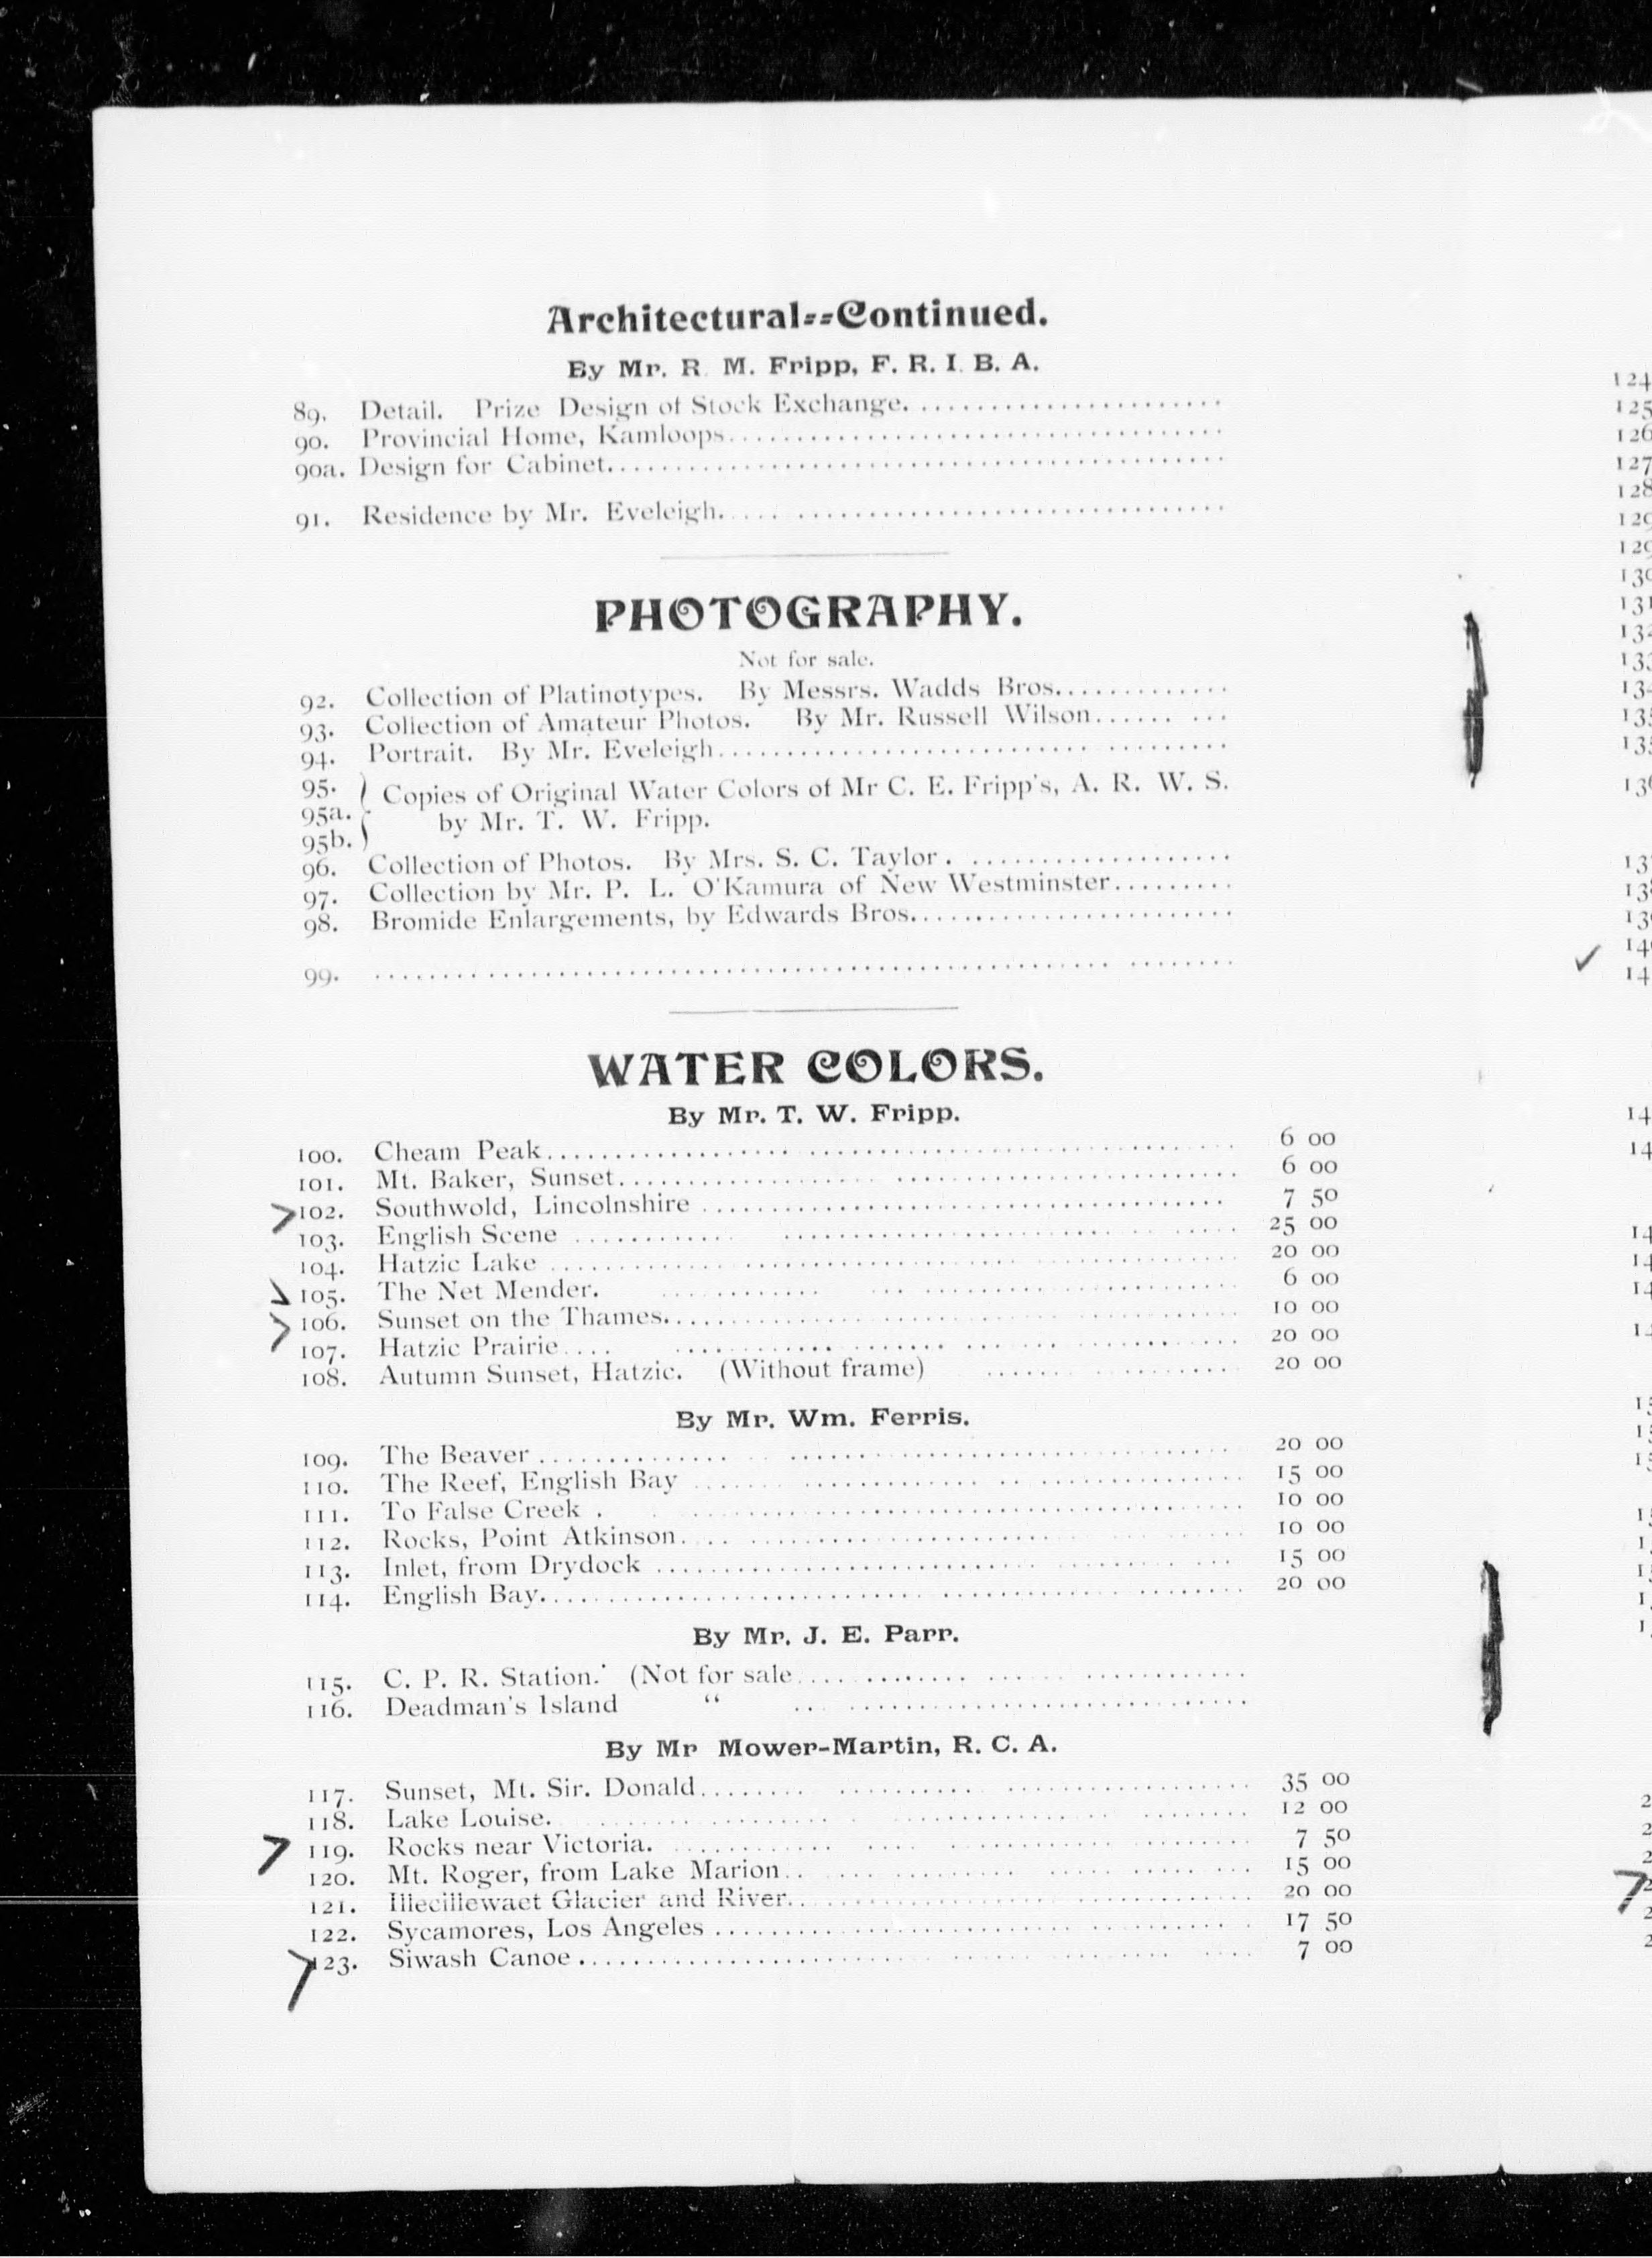 Architectural--Continued.
By Mr. R. M. Fripp, F. R. I. B. A.
89. Detail. Prize Design of Stock Exchange.
90. Provincial Home, Kamloops
90a. Design for Cabinet.
91. Residence by Mr. Eveleigh.
PHOTOGRAPHY.
Not for sale.
92. Collection of Platinotypes. By Messrs. Wadds Bros.
93. Collection of Amateur Photos. By Mr. Russell Wilson
94. Portrait. By Mr. Eveleigh
95. Copies of Original Water Colors of Mr C. E. Fripp's, A. R. W. S.
95a. by Mr. T. W. Fripp.
95b.
96. Collection of Photos. By Mrs. S. C. Taylor.
97. Collection by Mr. P. L. O'Kamura of New Westminster
98. Bromide Enlargements, by Edwards Bros.
99.
WATER COLORS.
By Mr. T. W. Fripp.
100. Cheam Peak 6 00
101. Mt. Baker, Sunset 6 00
102. Southwold, Lincolnshire 7 50
103. English Scene 25 00
104. Hatzic Lake 20 00
105. The Net Mender. 6 00
106. Sunset on the Thames. 10 00
107. Hatzic Prairie 20 00
108. Autumn Sunset, Hatzic. (Without frame) 20 00
By Mr. Wm. Ferris.
109. The Beaver 20 00
110. The Reef, English Bay 15 00
111. To False Creek 10 00
112. Rocks, Point Atkinson 10 00
113. Inlet, from Drydock 15 00
114. English Bay. 20 00
By Mr. J. E. Parr.
115. C. P. R. Station. (Not for sale
116. Deadman's Island “
By Mr Mower-Martin, R. C. A.
117. Sunset, Mt. Sir. Donald 35 00
118. Lake Louise. 12 00
119. Rocks near Victoria. 7 50
120. Mt. Roger, from Lake Marion 15 00
121. Illecillewaet Glacier and River. 20 00
122. Sycamores, Los Angeles 17 50
123. Siwash Canoe 7 00
124
125
126
127
128